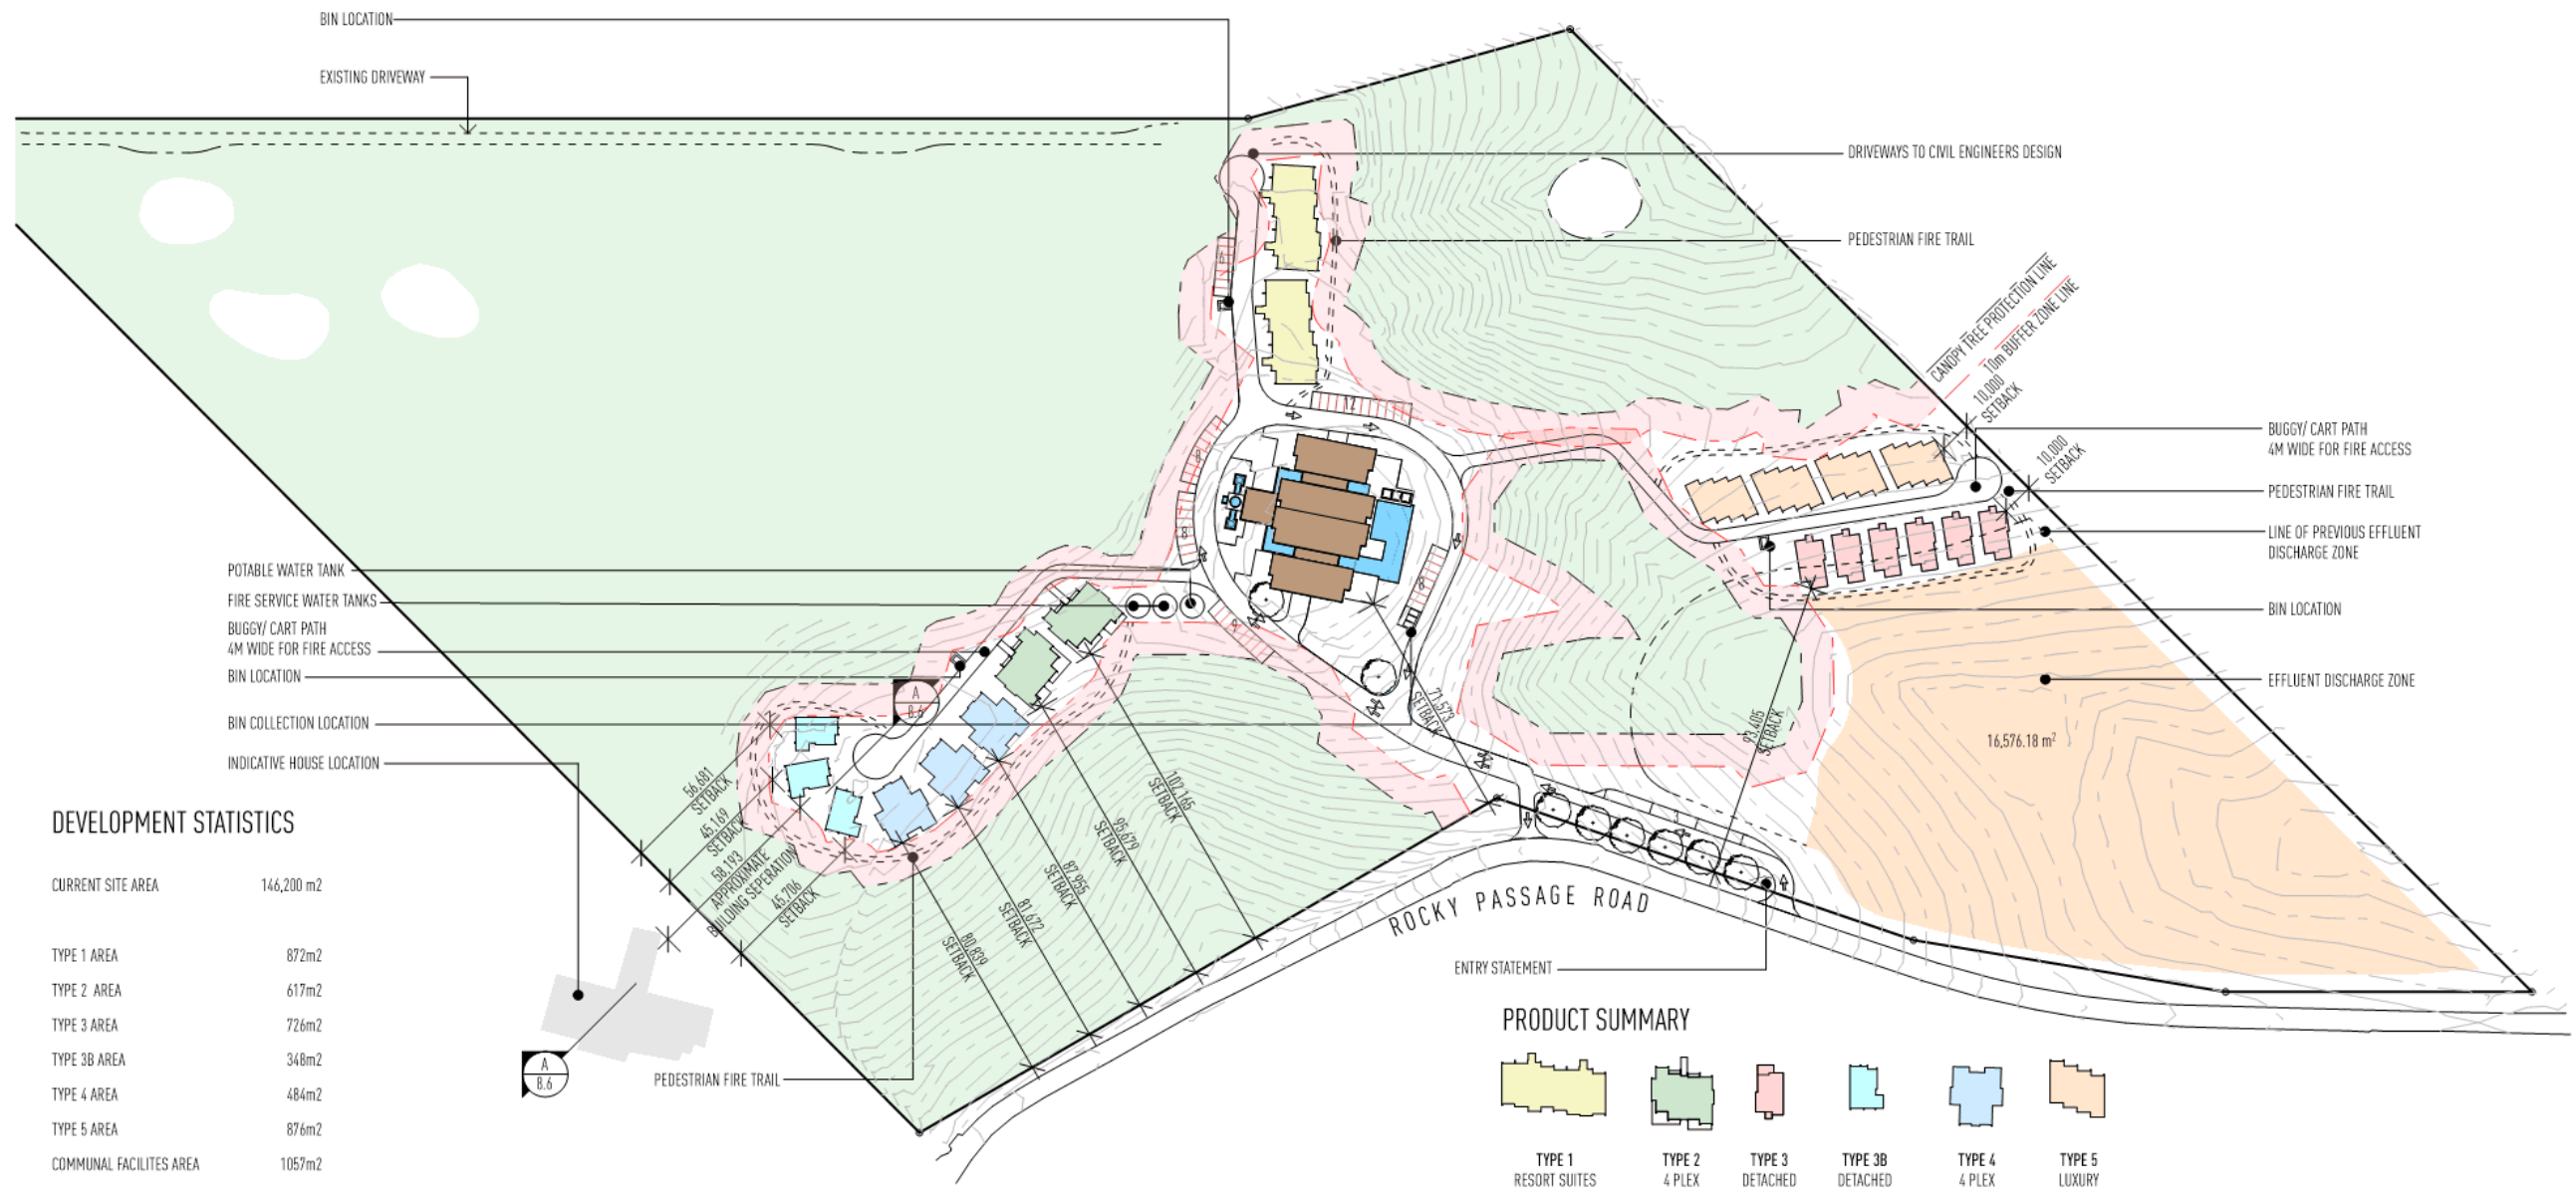 BIN LOCATION
EXISTING DRIVEWAY
DRIVEWAYS TO CIVIL ENGINEERS DESIGN
PEDESTRIAN FIRE TRAIL
CANOPY TREE PROTECTION LINE
10m BUFFER ZONE LINE
10,000
SETBACK
10,000
SETBACK
BUGGY/ CART PATH
4M WIDE FOR FIRE ACCESS
PEDESTRIAN FIRE TRAIL
LINE OF PREVIOUS EFFLUENT
DISCHARGE ZONE
BIN LOCATION
EFFLUENT DISCHARGE ZONE
16,576.18 m²
6
12
8
8
8
9
3
POTABLE WATER TANK
FIRE SERVICE WATER TANKS
BUGGY/ CART PATH
4M WIDE FOR FIRE ACCESS
BIN LOCATION
BIN COLLECTION LOCATION
INDICATIVE HOUSE LOCATION
A
8.6
71,573
SETBACK
93,405
SETBACK
56,681
SETBACK
45,169
SETBACK
58,193
APPROXIMATE
BUILDING SEPERATION
45,706
SETBACK
102,165
SETBACK
95,679
SETBACK
87,955
SETBACK
81,672
SETBACK
80,839
SETBACK
ROCKY PASSAGE ROAD
ENTRY STATEMENT
PEDESTRIAN FIRE TRAIL
A
8.6
DEVELOPMENT STATISTICS
CURRENT SITE AREA 146,200 m2
TYPE 1 AREA 872m2
TYPE 2 AREA 617m2
TYPE 3 AREA 726m2
TYPE 3B AREA 348m2
TYPE 4 AREA 484m2
TYPE 5 AREA 876m2
COMMUNAL FACILITES AREA 1057m2
PRODUCT SUMMARY
TYPE 1
RESORT SUITES
TYPE 2
4 PLEX
TYPE 3
DETACHED
TYPE 3B
DETACHED
TYPE 4
4 PLEX
TYPE 5
LUXURY